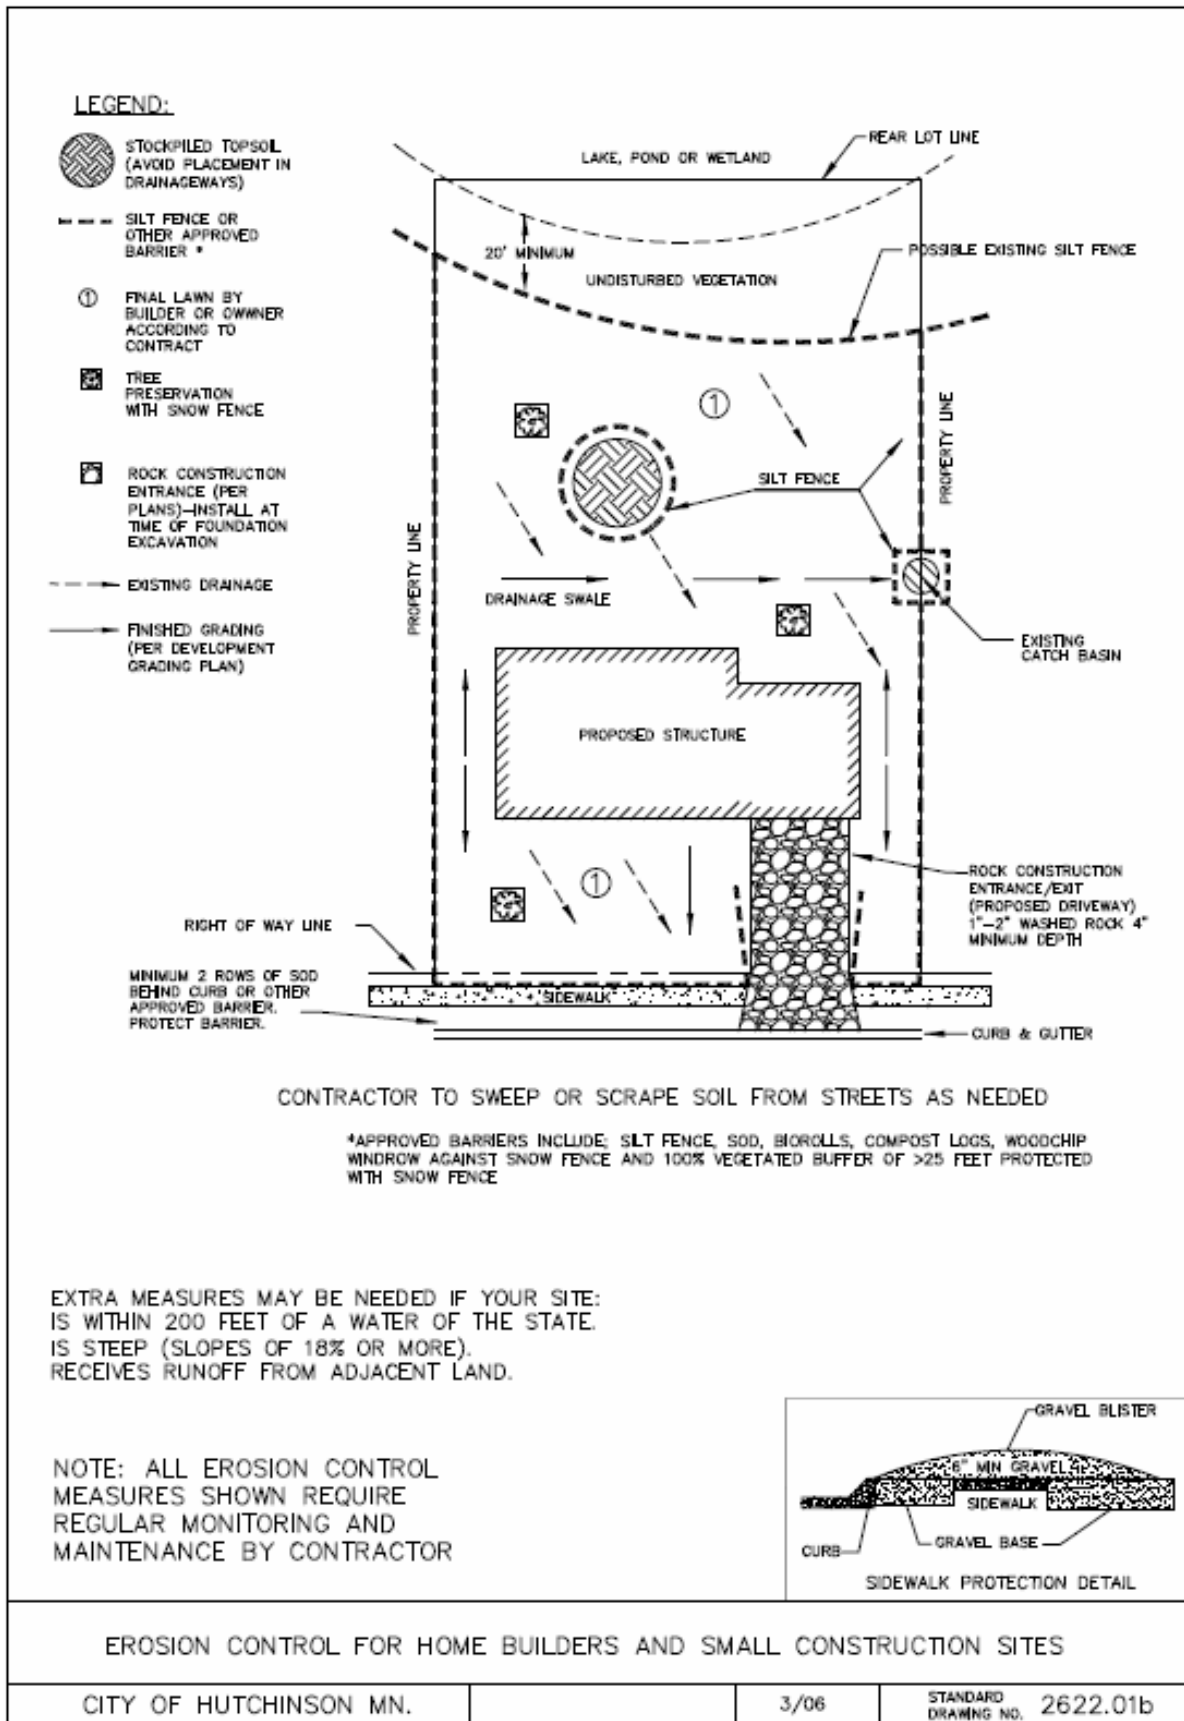 LEGEND:
STOCKPILED TOPSOIL
(AVOID PLACEMENT IN
DRAINAGEWAYS)
SILT FENCE OR
OTHER APPROVED
BARRIER *
1
FINAL LAWN BY
BUILDER OR OWWNER
ACCORDING TO
CONTRACT
TREE
PRESERVATION
WITH SNOW FENCE
ROCK CONSTRUCTION
ENTRANCE (PER
PLANS)-INSTALL AT
TIME OF FOUNDATION
EXCAVATION
EXISTING DRAINAGE
FINISHED GRADING
(PER DEVELOPMENT
GRADING PLAN)
REAR LOT LINE
LAKE, POND OR WETLAND
20' MINIMUM
POSSIBLE EXISTING SILT FENCE
UNDISTURBED VEGETATION
1
PROPERTY LINE
SILT FENCE
PROPERTY LINE
DRAINAGE SWALE
EXISTING
CATCH BASIN
PROPOSED STRUCTURE
1
ROCK CONSTRUCTION
ENTRANCE/EXIT
(PROPOSED DRIVEWAY)
1"-2" WASHED ROCK 4"
MINIMUM DEPTH
RIGHT OF WAY LINE
MINIMUM 2 ROWS OF SOD
BEHIND CURB OR OTHER
APPROVED BARRIER.
PROTECT BARRIER.
SIDEWALK
CURB & GUTTER
CONTRACTOR TO SWEEP OR SCRAPE SOIL FROM STREETS AS NEEDED
*APPROVED BARRIERS INCLUDE; SILT FENCE, SOD, BIOROLLS, COMPOST LOGS, WOODCHIP
WINDROW AGAINST SNOW FENCE AND 100% VEGETATED BUFFER OF >25 FEET PROTECTED
WITH SNOW FENCE
EXTRA MEASURES MAY BE NEEDED IF YOUR SITE:
IS WITHIN 200 FEET OF A WATER OF THE STATE.
IS STEEP (SLOPES OF 18% OR MORE).
RECEIVES RUNOFF FROM ADJACENT LAND.
NOTE: ALL EROSION CONTROL
MEASURES SHOWN REQUIRE
REGULAR MONITORING AND
MAINTENANCE BY CONTRACTOR
GRAVEL BLISTER
6" MIN GRAVEL
SIDEWALK
CURB
GRAVEL BASE
SIDEWALK PROTECTION DETAIL
EROSION CONTROL FOR HOME BUILDERS AND SMALL CONSTRUCTION SITES
CITY OF HUTCHINSON MN.
3/06
STANDARD
DRAWING NO. 2622.01b